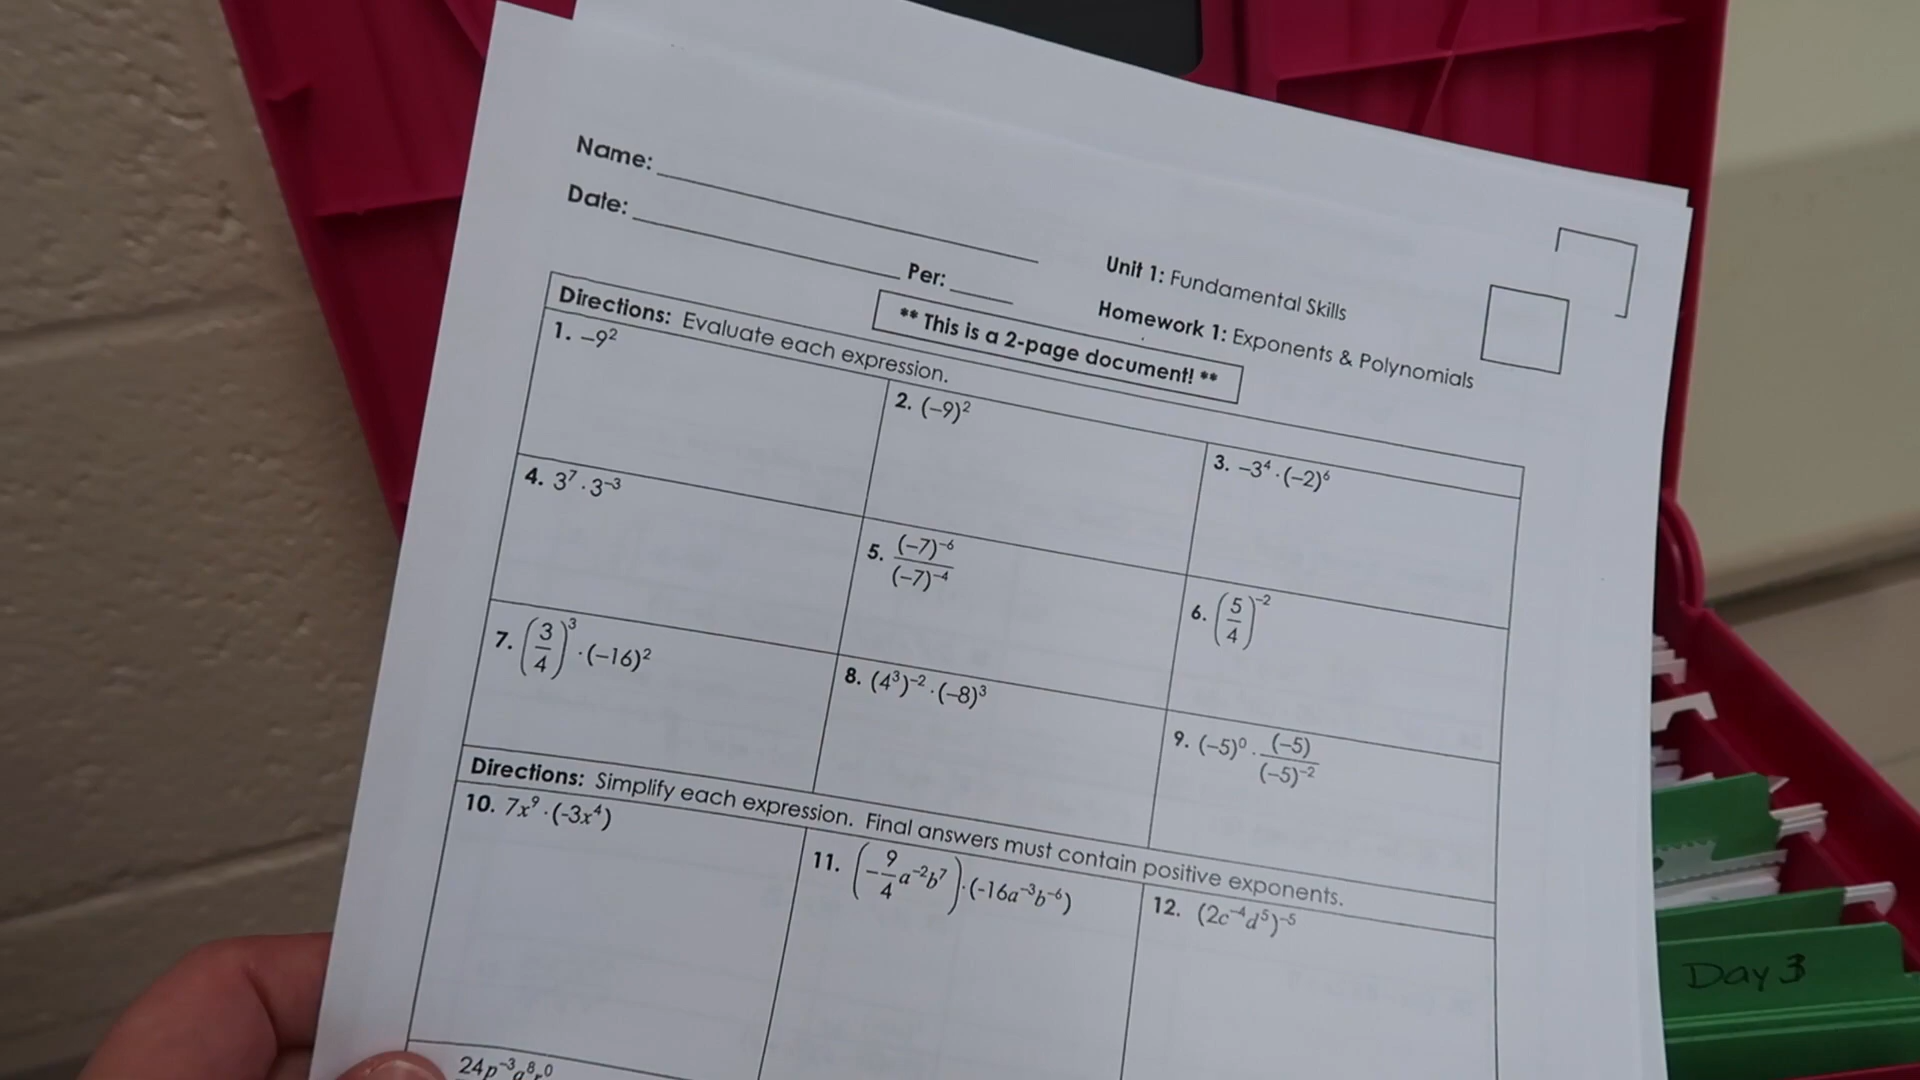 Name: ____________
Date: ____________ Per: _____
Unit 1: Fundamental Skills
Homework 1: Exponents & Polynomials
** This is a 2-page document! **
Directions: Evaluate each expression.
1. −9²
2. (−9)²
3. −3⁴ · (−2)⁶
4. 3⁷ · 3⁻³
5. (−7)⁻⁶ / (−7)⁻⁴
6. (5/4)⁻²
7. (3/4)³ · (−16)²
8. (4³)⁻² · (−8)³
9. (−5)⁰ · (−5) / (−5)⁻²
Directions: Simplify each expression. Final answers must contain positive exponents.
10. 7x⁹ · (-3x⁴)
11. (−9/4 a⁻²b⁷) · (-16a⁻³b⁻⁶)
12. (2c⁻⁴d⁵)⁻⁵
Day 3